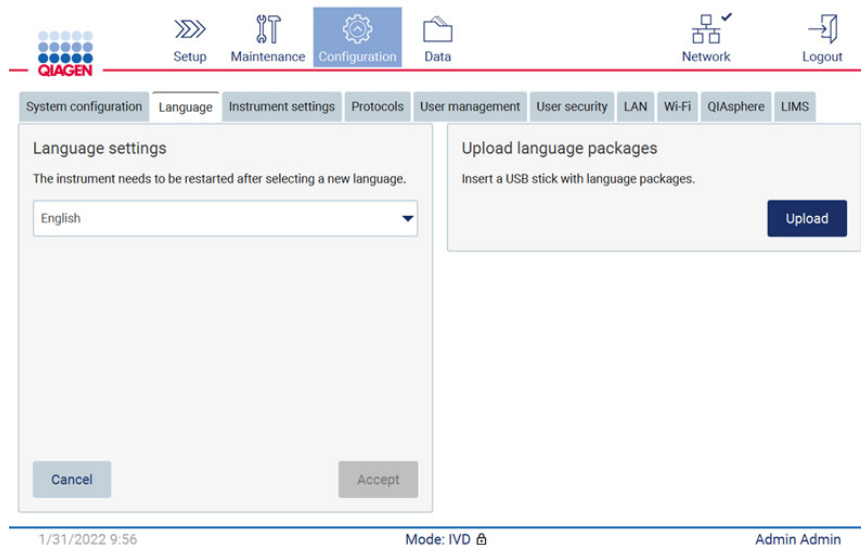 QIAGEN
Setup
Maintenance
Configuration
Data
Network
Logout
System configuration
Language
Instrument settings
Protocols
User management
User security
LAN
Wi-Fi
QIAsphere
LIMS
Language settings
The instrument needs to be restarted after selecting a new language.
English
Cancel
Accept
Upload language packages
Insert a USB stick with language packages.
Upload
1/31/2022 9:56
Mode: IVD
Admin Admin